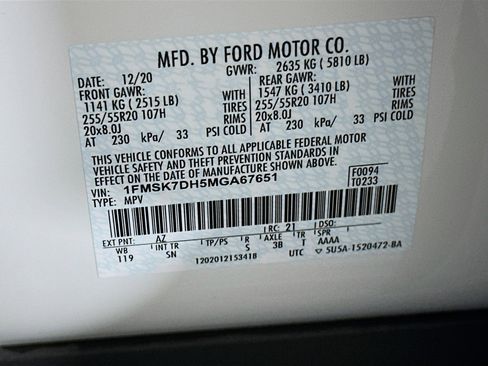 MFD. BY FORD MOTOR CO.
DATE: 12/20 GVWR: 2635 KG ( 5810 LB)
FRONT GAWR: REAR GAWR:
1141 KG ( 2515 LB) WITH 1547 KG ( 3410 LB) WITH
255/55R20 107H TIRES 255/55R20 107H TIRES
20x8.0J RIMS 20x8.0J RIMS
AT 230 kPa/ 33 PSI COLD AT 230 kPa/ 33 PSI COLD
THIS VEHICLE CONFORMS TO ALL APPLICABLE FEDERAL MOTOR
VEHICLE SAFETY AND THEFT PREVENTION STANDARDS IN
EFFECT ON THE DATE OF MANUFACTURE SHOWN ABOVE.
VIN: 1FMSK7DH5MGA67651 F0094
TYPE: MPV T0233
EXT PNT: AZ RC: 21 DSO:
WB INT TR TP/PS R AXLE TR SPR
119 SN 3B T AAAA
1202012153418 UTC ▽ 5U5A-1520472-BA